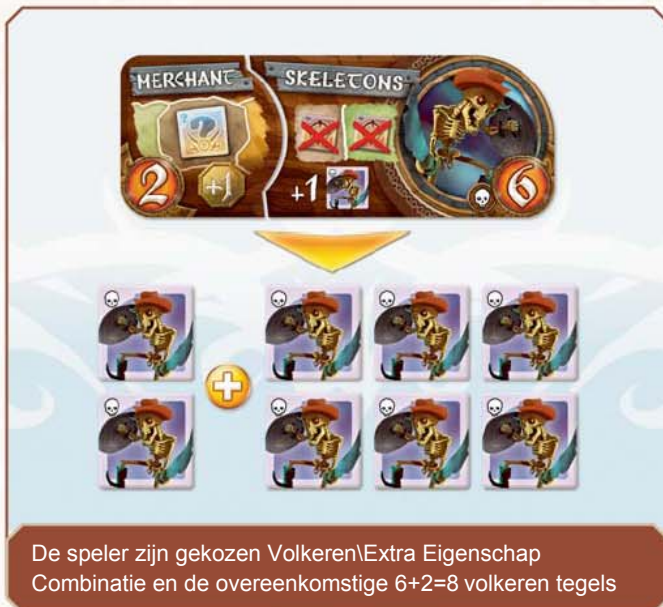 MERCHANT SKELETONS
2 +1 +1 6
De speler zijn gekozen Volkeren\Extra Eigenschap
Combinatie en de overeenkomstige 6+2=8 volkeren tegels